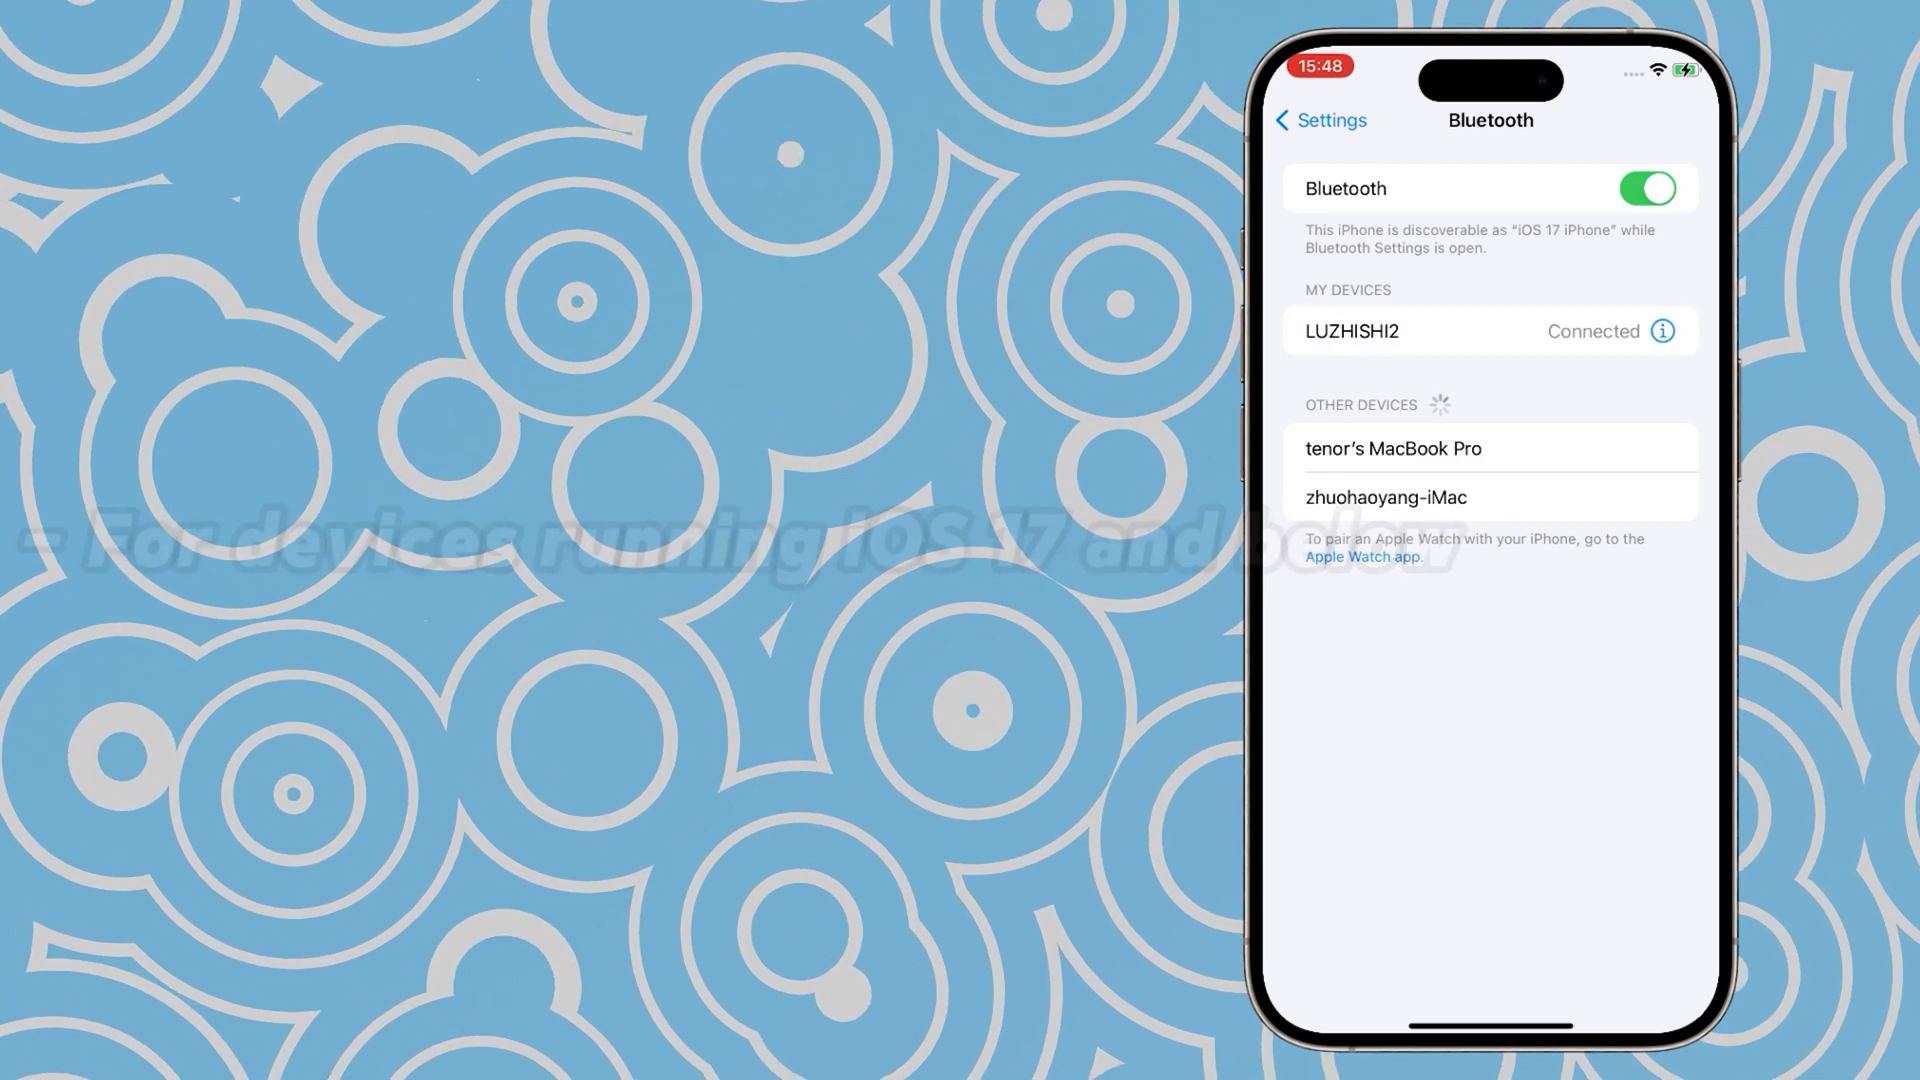 15:48
Settings
Bluetooth
Bluetooth
This iPhone is discoverable as “iOS 17 iPhone” while
Bluetooth Settings is open.
MY DEVICES
LUZHISHI2
Connected
OTHER DEVICES
tenor’s MacBook Pro
zhuohaoyang-iMac
- For devices running iOS 17 and below
To pair an Apple Watch with your iPhone, go to the
Apple Watch app.